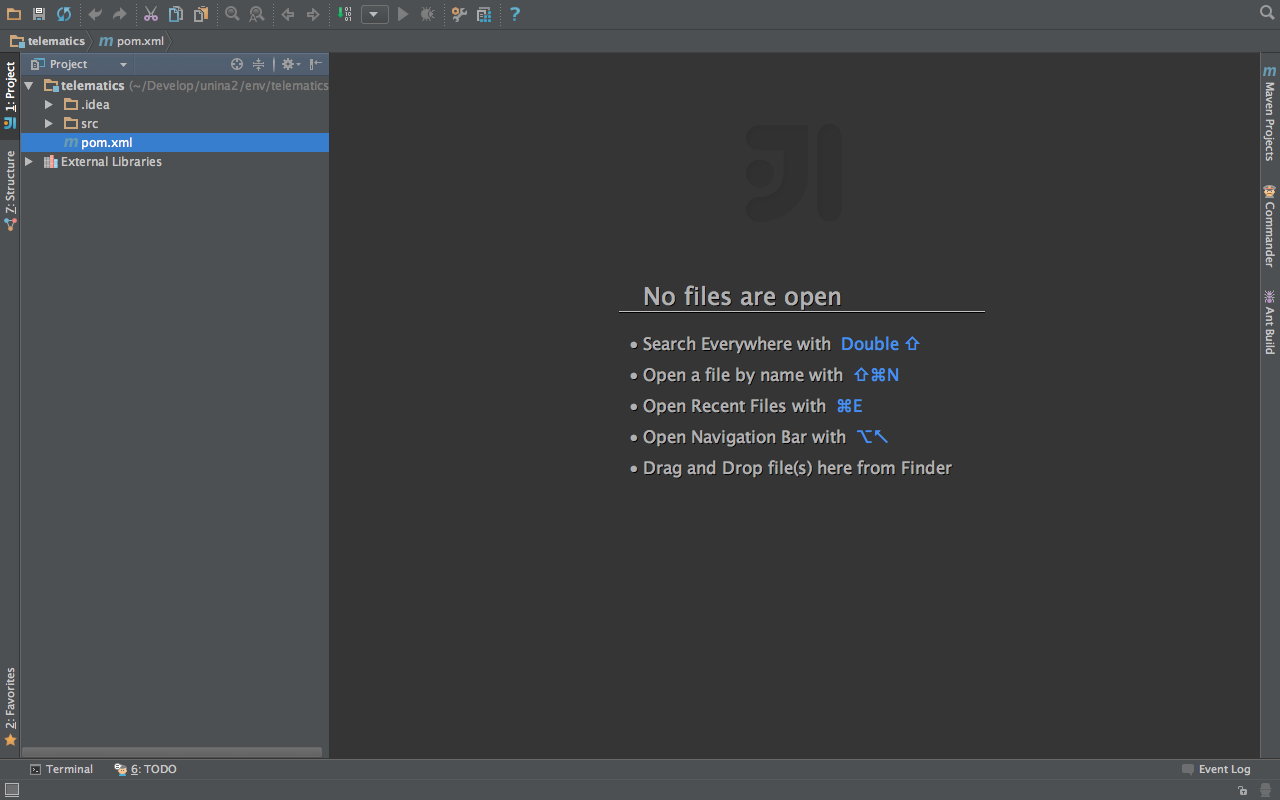 telematics
pom.xml
Project
telematics (~/Develop/unina2/env/telematics
.idea
src
pom.xml
External Libraries
1: Project
Z: Structure
2: Favorites
No files are open
• Search Everywhere with Double ⇧
• Open a file by name with ⇧⌘N
• Open Recent Files with ⌘E
• Open Navigation Bar with ⌥↖
• Drag and Drop file(s) here from Finder
Maven Projects
Commander
Ant Build
Terminal
6: TODO
Event Log